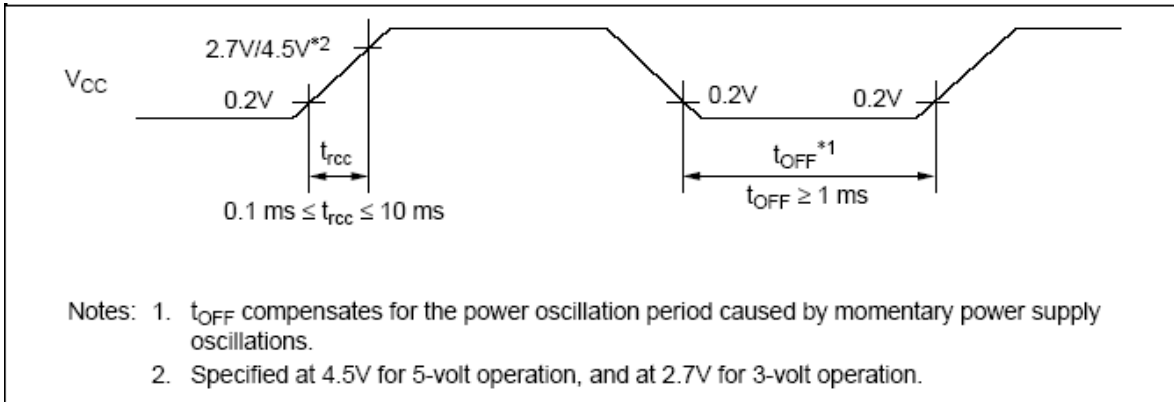 2.7V/4.5V*2
VCC
0.2V
0.2V
0.2V
trcc
tOFF*1
0.1 ms ≤ trcc ≤ 10 ms
tOFF ≥ 1 ms
Notes: 1. tOFF compensates for the power oscillation period caused by momentary power supply
oscillations.
2. Specified at 4.5V for 5-volt operation, and at 2.7V for 3-volt operation.